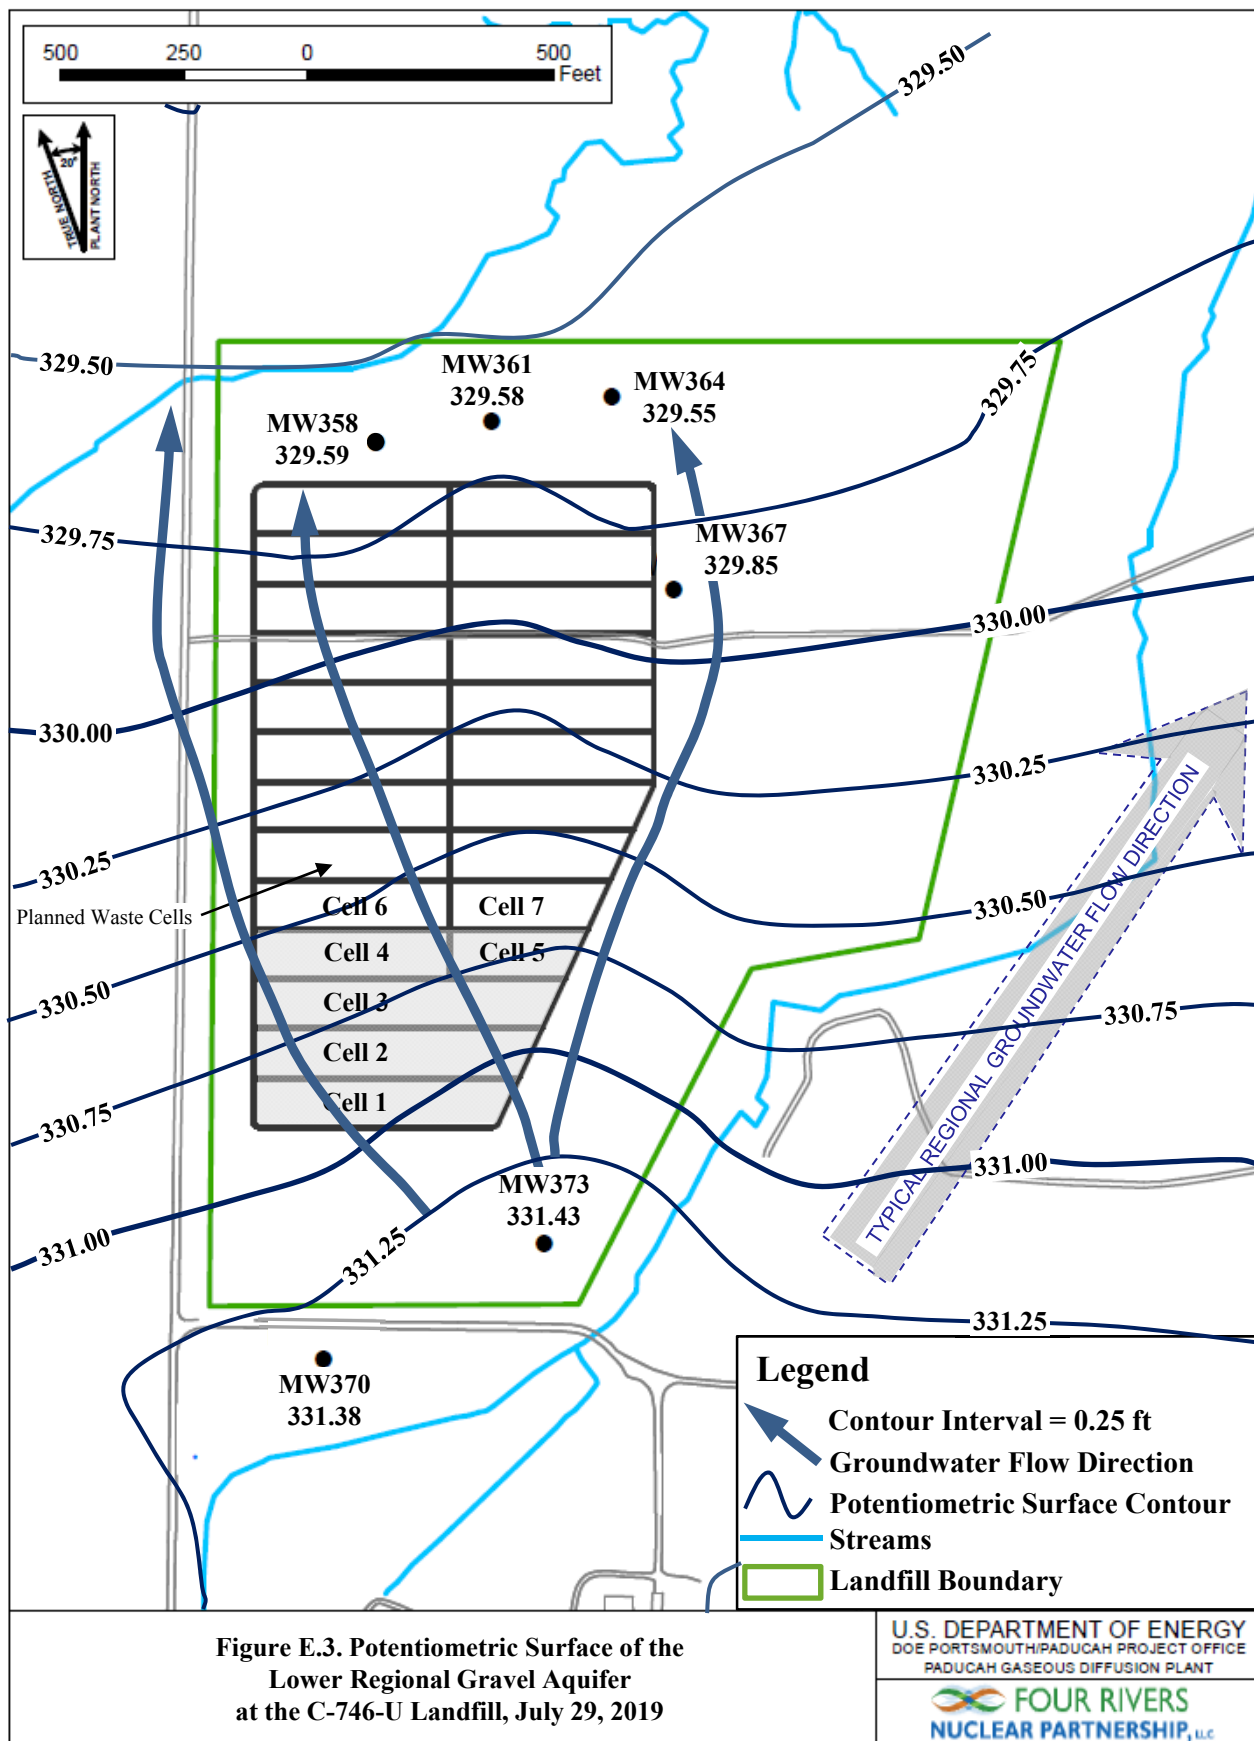 500 250 0 500
Feet
20°
TRUE NORTH
PLANT NORTH
329.50
329.50
MW361
329.58
MW364
329.55
329.75
MW358
329.59
329.75
MW367
329.85
330.00
330.00
330.25
330.25
Planned Waste Cells
Cell 6 Cell 7
330.50
Cell 4 Cell 5
330.50
Cell 3
330.75
Cell 2
330.75
Cell 1
331.00
331.00
MW373
331.43
331.25
331.25
TYPICAL REGIONAL GROUNDWATER FLOW DIRECTION
MW370
331.38
Legend
Contour Interval = 0.25 ft
Groundwater Flow Direction
Potentiometric Surface Contour
Streams
Landfill Boundary
Figure E.3. Potentiometric Surface of the
Lower Regional Gravel Aquifer
at the C-746-U Landfill, July 29, 2019
U.S. DEPARTMENT OF ENERGY
DOE PORTSMOUTH/PADUCAH PROJECT OFFICE
PADUCAH GASEOUS DIFFUSION PLANT
FOUR RIVERS
NUCLEAR PARTNERSHIP, LLC